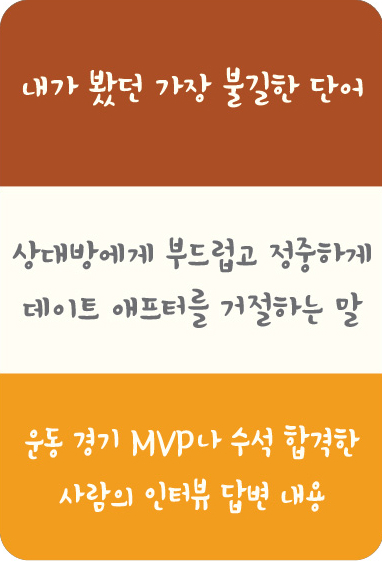 내가 봤던 가장 불길한 단어
상대방에게 부드럽고 정중하게
데이트 애프터를 거절하는 말
운동 경기 MVP나 수석 합격한
사람의 인터뷰 답변 내용